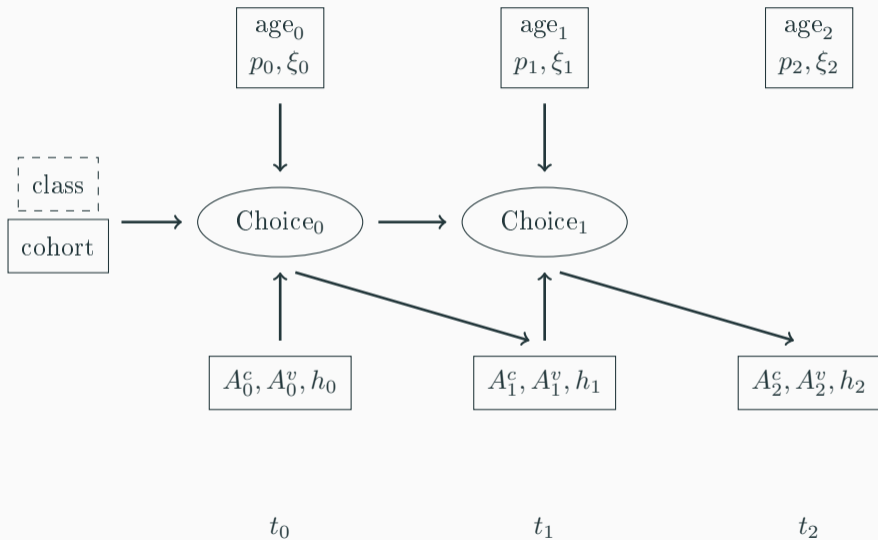 age₀
p₀, ξ₀
age₁
p₁, ξ₁
age₂
p₂, ξ₂
class
cohort
Choice₀
Choice₁
A₀ᶜ, A₀ᵛ, h₀
A₁ᶜ, A₁ᵛ, h₁
A₂ᶜ, A₂ᵛ, h₂
t₀
t₁
t₂